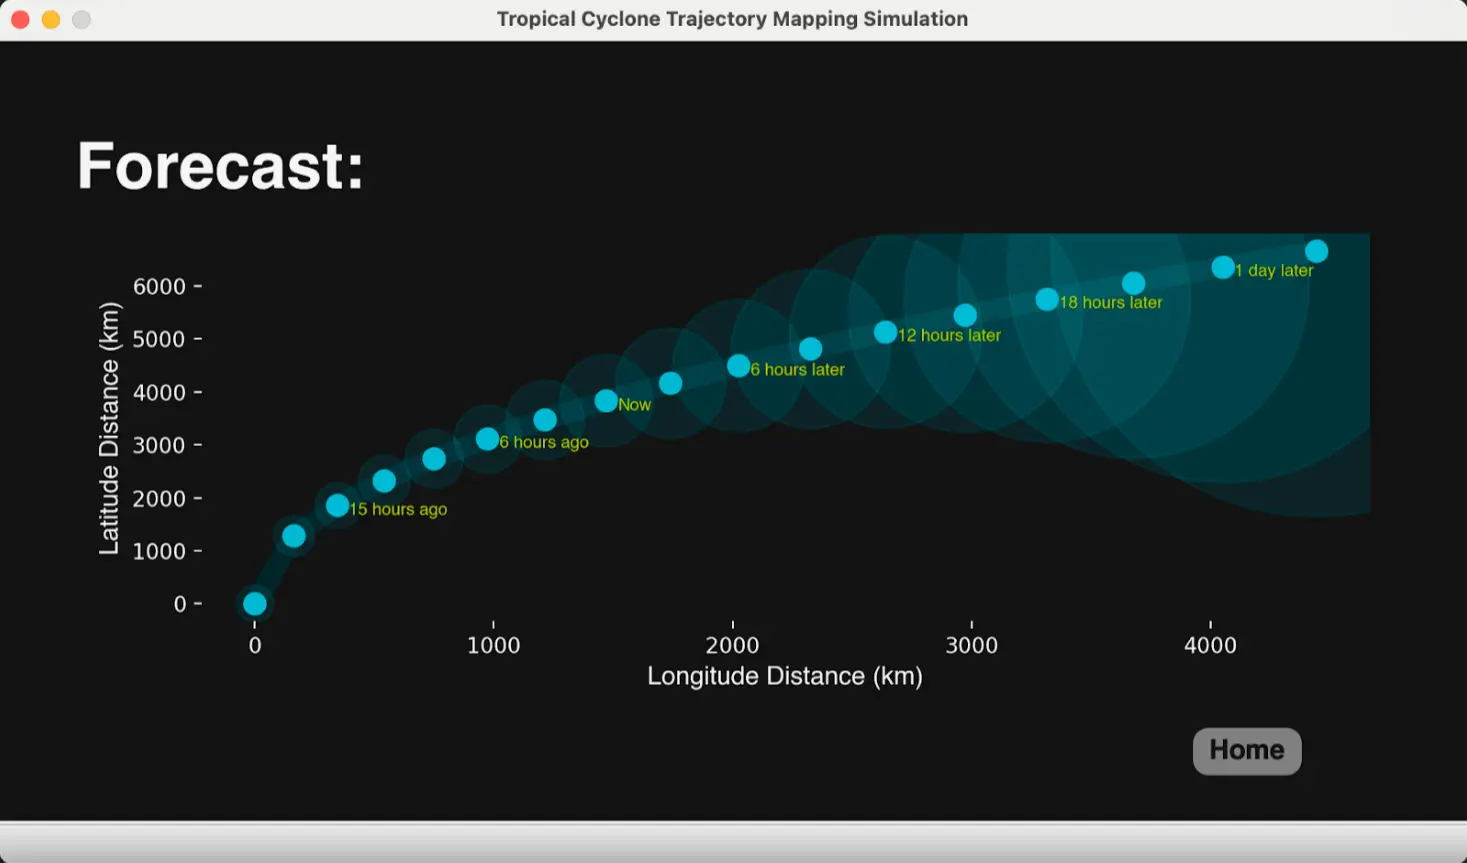 Tropical Cyclone Trajectory Mapping Simulation
Forecast:
6000
5000
4000
3000
2000
1000
0
Latitude Distance (km)
15 hours ago
6 hours ago
Now
6 hours later
12 hours later
18 hours later
1 day later
0 1000 2000 3000 4000
Longitude Distance (km)
Home